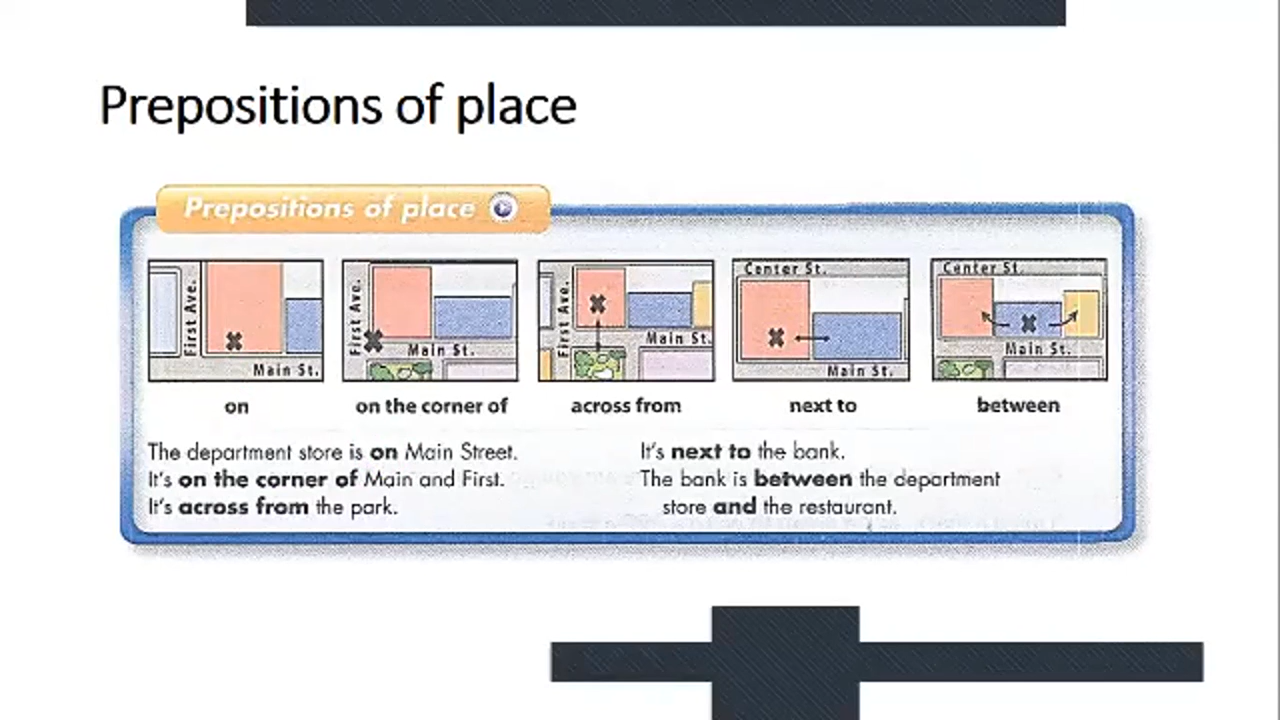 Prepositions of place
Prepositions of place
First Ave.
Main St.
First Ave.
Main St.
First Ave.
Main St.
Center St.
Main St.
Center St.
Main St.
on
on the corner of
across from
next to
between
The department store is on Main Street.
It's on the corner of Main and First.
It's across from the park.
It's next to the bank.
The bank is between the department
store and the restaurant.